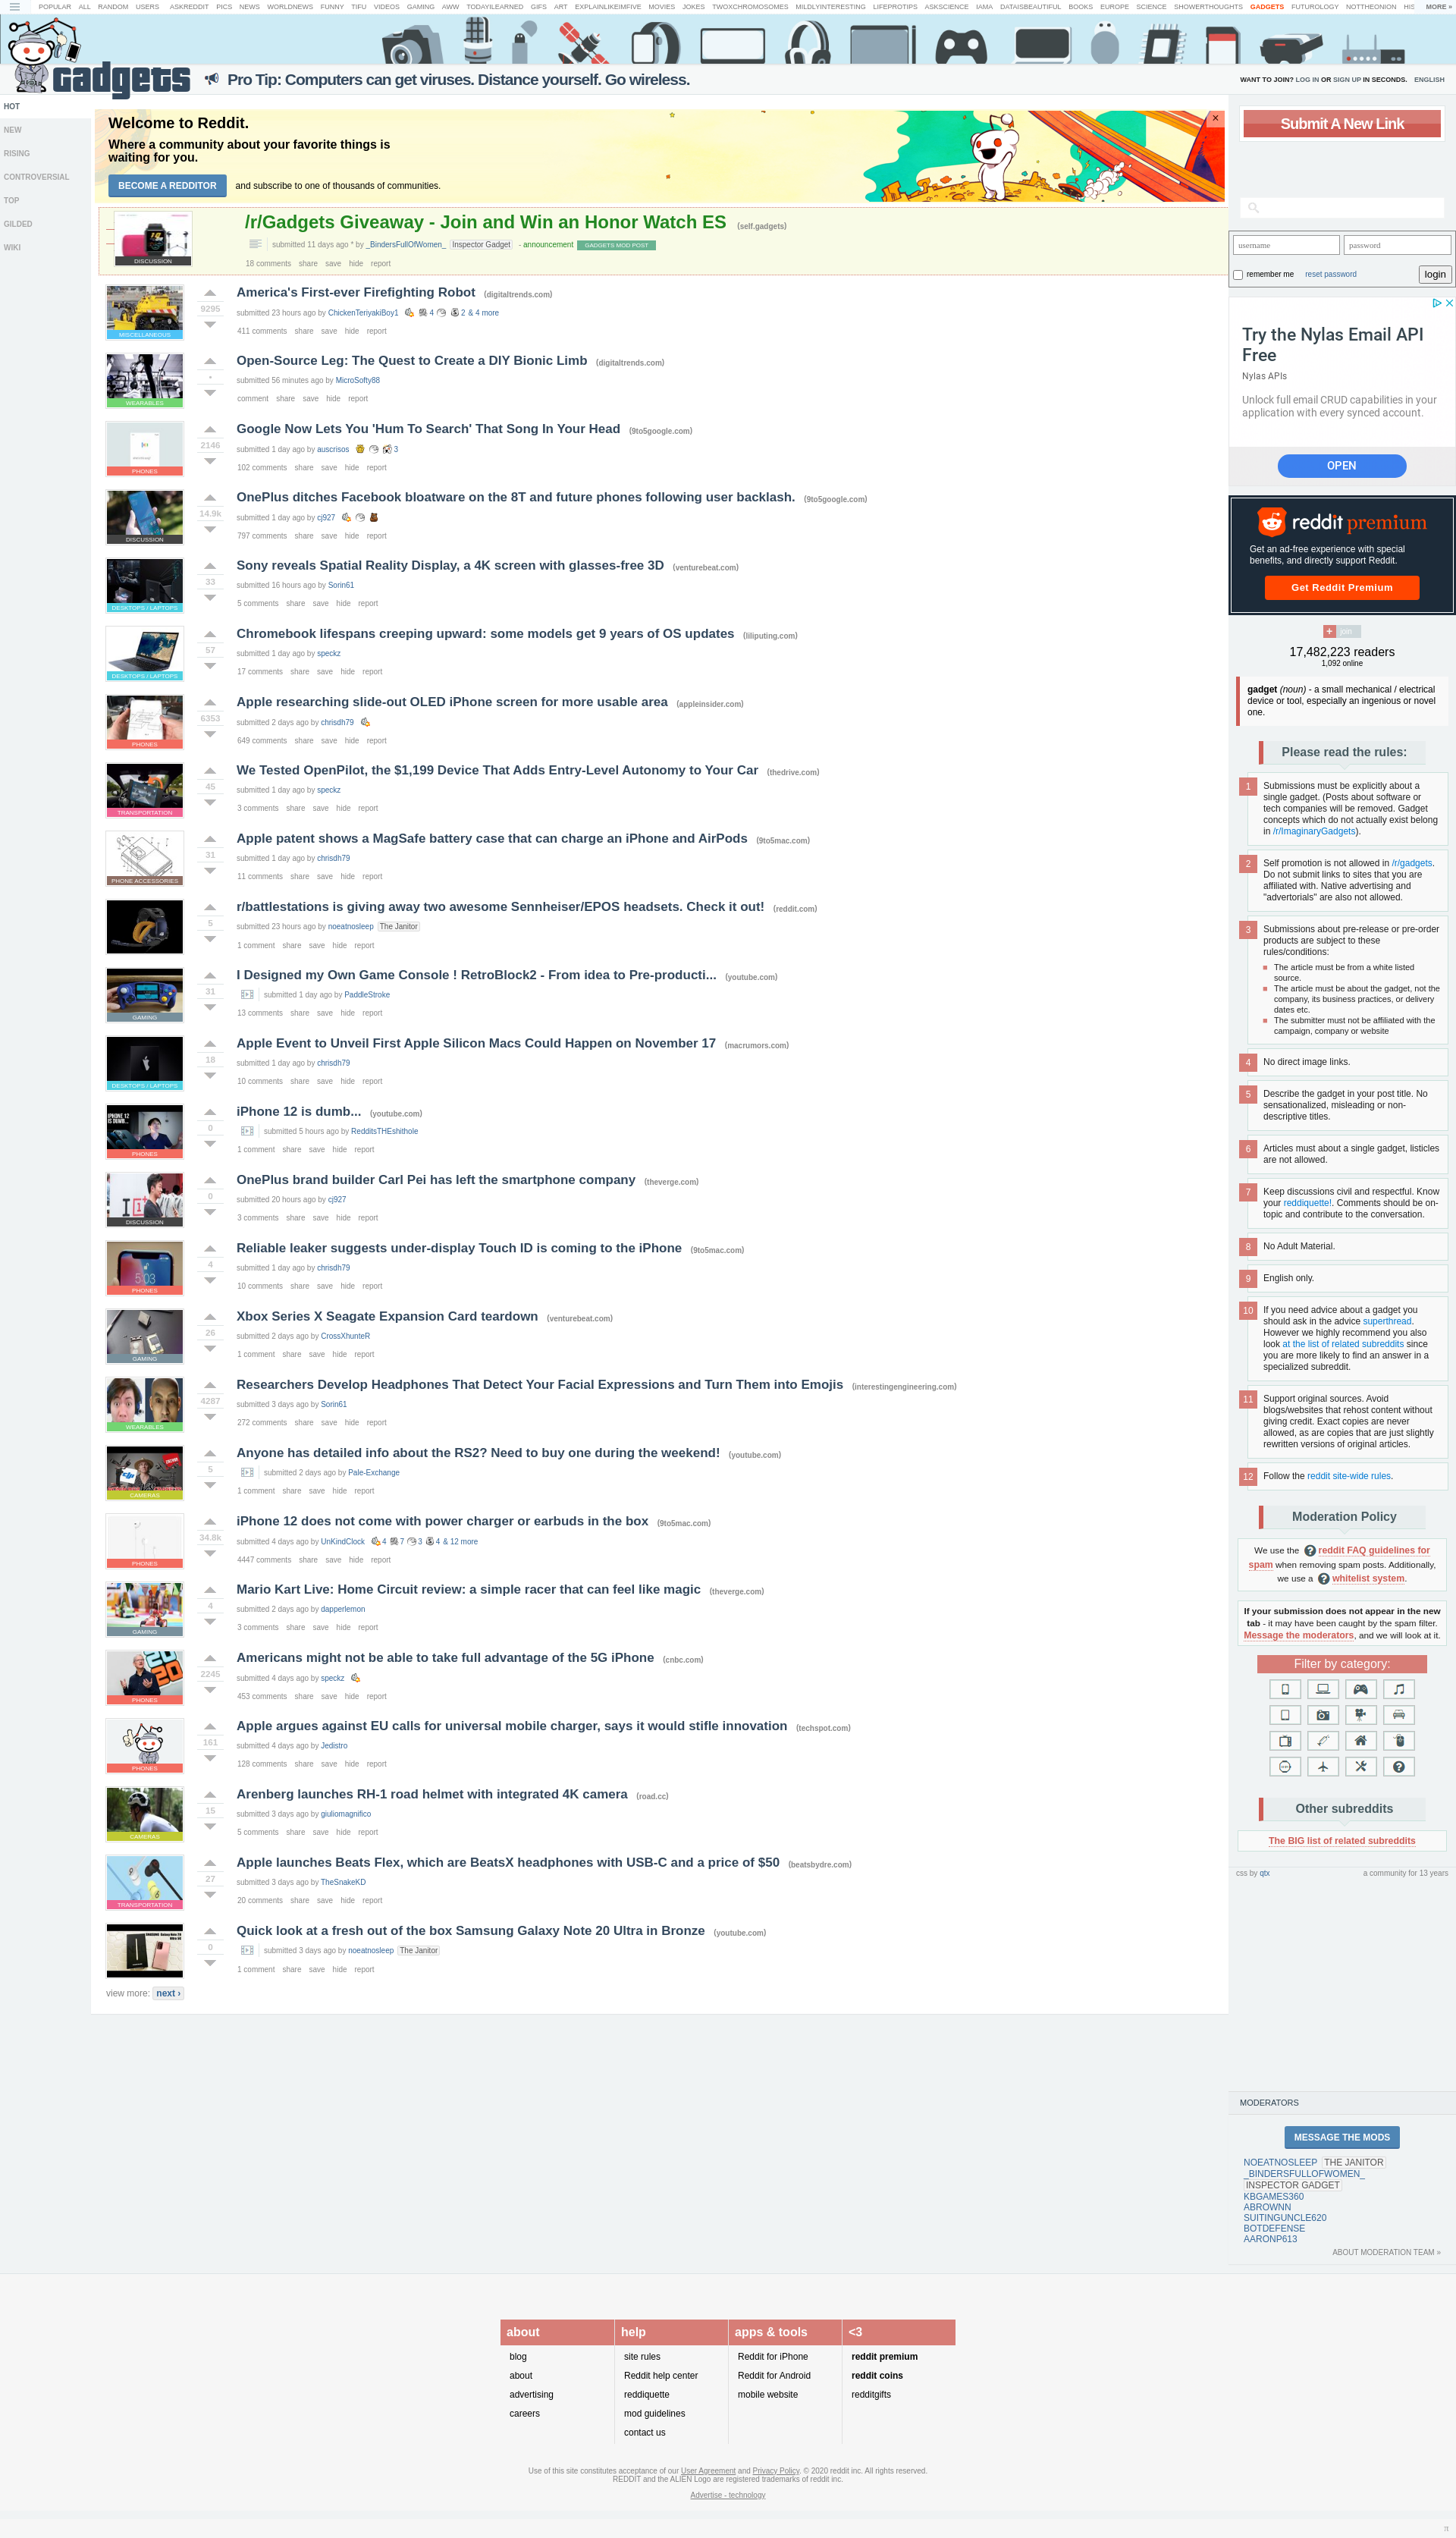 POPULAR ALL RANDOM USERS ASKREDDIT PICS NEWS WORLDNEWS FUNNY TIFU VIDEOS GAMING AWW TODAYILEARNED GIFS ART EXPLAINLIKEIMFIVE MOVIES JOKES TWOXCHROMOSOMES MILDLYINTERESTING LIFEPROTIPS ASKSCIENCE IAMA DATAISBEAUTIFUL BOOKS EUROPE SCIENCE SHOWERTHOUGHTS GADGETS FUTUROLOGY NOTTHEONION HIS MORE »
gadgets
Pro Tip: Computers can get viruses. Distance yourself. Go wireless.
WANT TO JOIN? LOG IN OR SIGN UP IN SECONDS. ENGLISH
HOT
NEW
RISING
CONTROVERSIAL
TOP
GILDED
WIKI
Welcome to Reddit.
Where a community about your favorite things is
waiting for you.
BECOME A REDDITOR and subscribe to one of thousands of communities.
/r/Gadgets Giveaway - Join and Win an Honor Watch ES (self.gadgets)
submitted 11 days ago * by _BindersFullOfWomen_ Inspector Gadget - announcement GADGETS MOD POST
DISCUSSION
18 comments share save hide report
America's First-ever Firefighting Robot (digitaltrends.com)
9295
submitted 23 hours ago by ChickenTeriyakiBoy1 4 2 & 4 more
MISCELLANEOUS
411 comments share save hide report
Open-Source Leg: The Quest to Create a DIY Bionic Limb (digitaltrends.com)
•
submitted 56 minutes ago by MicroSofty88
WEARABLES
comment share save hide report
Google Now Lets You 'Hum To Search' That Song In Your Head (9to5google.com)
2146
submitted 1 day ago by auscrisos 3
PHONES
102 comments share save hide report
OnePlus ditches Facebook bloatware on the 8T and future phones following user backlash. (9to5google.com)
14.9k
submitted 1 day ago by cj927
DISCUSSION
797 comments share save hide report
Sony reveals Spatial Reality Display, a 4K screen with glasses-free 3D (venturebeat.com)
33
submitted 16 hours ago by Sorin61
DESKTOPS / LAPTOPS
5 comments share save hide report
Chromebook lifespans creeping upward: some models get 9 years of OS updates (liliputing.com)
57
submitted 1 day ago by speckz
DESKTOPS / LAPTOPS
17 comments share save hide report
Apple researching slide-out OLED iPhone screen for more usable area (appleinsider.com)
6353
submitted 2 days ago by chrisdh79
PHONES
649 comments share save hide report
We Tested OpenPilot, the $1,199 Device That Adds Entry-Level Autonomy to Your Car (thedrive.com)
45
submitted 1 day ago by speckz
TRANSPORTATION
3 comments share save hide report
Apple patent shows a MagSafe battery case that can charge an iPhone and AirPods (9to5mac.com)
31
submitted 1 day ago by chrisdh79
PHONE ACCESSORIES
11 comments share save hide report
r/battlestations is giving away two awesome Sennheiser/EPOS headsets. Check it out! (reddit.com)
5
submitted 23 hours ago by noeatnosleep The Janitor
1 comment share save hide report
I Designed my Own Game Console ! RetroBlock2 - From idea to Pre-producti... (youtube.com)
31
submitted 1 day ago by PaddleStroke
GAMING
13 comments share save hide report
Apple Event to Unveil First Apple Silicon Macs Could Happen on November 17 (macrumors.com)
18
submitted 1 day ago by chrisdh79
DESKTOPS / LAPTOPS
10 comments share save hide report
iPhone 12 is dumb... (youtube.com)
0
submitted 5 hours ago by RedditsTHEshithole
IPHONE 12
IS DUMB...
PHONES
1 comment share save hide report
OnePlus brand builder Carl Pei has left the smartphone company (theverge.com)
0
submitted 20 hours ago by cj927
DISCUSSION
3 comments share save hide report
Reliable leaker suggests under-display Touch ID is coming to the iPhone (9to5mac.com)
4
submitted 1 day ago by chrisdh79
5:03
PHONES
10 comments share save hide report
Xbox Series X Seagate Expansion Card teardown (venturebeat.com)
26
submitted 2 days ago by CrossXhunteR
GAMING
1 comment share save hide report
Researchers Develop Headphones That Detect Your Facial Expressions and Turn Them into Emojis (interestingengineering.com)
4287
submitted 3 days ago by Sorin61
WEARABLES
272 comments share save hide report
Anyone has detailed info about the RS2? Need to buy one during the weekend! (youtube.com)
5
submitted 2 days ago by Pale-Exchange
CAMERAS
1 comment share save hide report
iPhone 12 does not come with power charger or earbuds in the box (9to5mac.com)
34.8k
submitted 4 days ago by UnKindClock 4 7 3 4 & 12 more
PHONES
4447 comments share save hide report
Mario Kart Live: Home Circuit review: a simple racer that can feel like magic (theverge.com)
4
submitted 2 days ago by dapperlemon
GAMING
3 comments share save hide report
Americans might not be able to take full advantage of the 5G iPhone (cnbc.com)
2245
submitted 4 days ago by speckz
PHONES
453 comments share save hide report
Apple argues against EU calls for universal mobile charger, says it would stifle innovation (techspot.com)
161
submitted 4 days ago by Jedistro
PHONES
128 comments share save hide report
Arenberg launches RH-1 road helmet with integrated 4K camera (road.cc)
15
submitted 3 days ago by giuliomagnifico
CAMERAS
5 comments share save hide report
Apple launches Beats Flex, which are BeatsX headphones with USB-C and a price of $50 (beatsbydre.com)
27
submitted 3 days ago by TheSnakeKD
TRANSPORTATION
20 comments share save hide report
Quick look at a fresh out of the box Samsung Galaxy Note 20 Ultra in Bronze (youtube.com)
0
submitted 3 days ago by noeatnosleep The Janitor
1 comment share save hide report
view more: next ›
Submit A New Link
username password
remember me reset password login
Try the Nylas Email API
Free
Nylas APIs
Unlock full email CRUD capabilities in your
application with every synced account.
OPEN
reddit premium
Get an ad-free experience with special
benefits, and directly support Reddit.
Get Reddit Premium
+ join
17,482,223 readers
1,092 online
gadget (noun) - a small mechanical / electrical
device or tool, especially an ingenious or novel
one.
Please read the rules:
1 Submissions must be explicitly about a
single gadget. (Posts about software or
tech companies will be removed. Gadget
concepts which do not actually exist belong
in /r/ImaginaryGadgets).
2 Self promotion is not allowed in /r/gadgets.
Do not submit links to sites that you are
affiliated with. Native advertising and
"advertorials" are also not allowed.
3 Submissions about pre-release or pre-order
products are subject to these
rules/conditions:
The article must be from a white listed
source.
The article must be about the gadget, not the
company, its business practices, or delivery
dates etc.
The submitter must not be affiliated with the
campaign, company or website
4 No direct image links.
5 Describe the gadget in your post title. No
sensationalized, misleading or non-
descriptive titles.
6 Articles must about a single gadget, listicles
are not allowed.
7 Keep discussions civil and respectful. Know
your reddiquette!. Comments should be on-
topic and contribute to the conversation.
8 No Adult Material.
9 English only.
10 If you need advice about a gadget you
should ask in the advice superthread.
However we highly recommend you also
look at the list of related subreddits since
you are more likely to find an answer in a
specialized subreddit.
11 Support original sources. Avoid
blogs/websites that rehost content without
giving credit. Exact copies are never
allowed, as are copies that are just slightly
rewritten versions of original articles.
12 Follow the reddit site-wide rules.
Moderation Policy
We use the reddit FAQ guidelines for
spam when removing spam posts. Additionally,
we use a whitelist system.
If your submission does not appear in the new
tab - it may have been caught by the spam filter.
Message the moderators, and we will look at it.
Filter by category:
Other subreddits
The BIG list of related subreddits
css by qtx a community for 13 years
MODERATORS
MESSAGE THE MODS
NOEATNOSLEEP THE JANITOR
_BINDERSFULLOFWOMEN_
INSPECTOR GADGET
KBGAMES360
ABROWNN
SUITINGUNCLE620
BOTDEFENSE
AARONP613
ABOUT MODERATION TEAM »
about
blog
about
advertising
careers
help
site rules
Reddit help center
reddiquette
mod guidelines
contact us
apps & tools
Reddit for iPhone
Reddit for Android
mobile website
<3
reddit premium
reddit coins
redditgifts
Use of this site constitutes acceptance of our User Agreement and Privacy Policy. © 2020 reddit inc. All rights reserved.
REDDIT and the ALIEN Logo are registered trademarks of reddit inc.
Advertise - technology
π